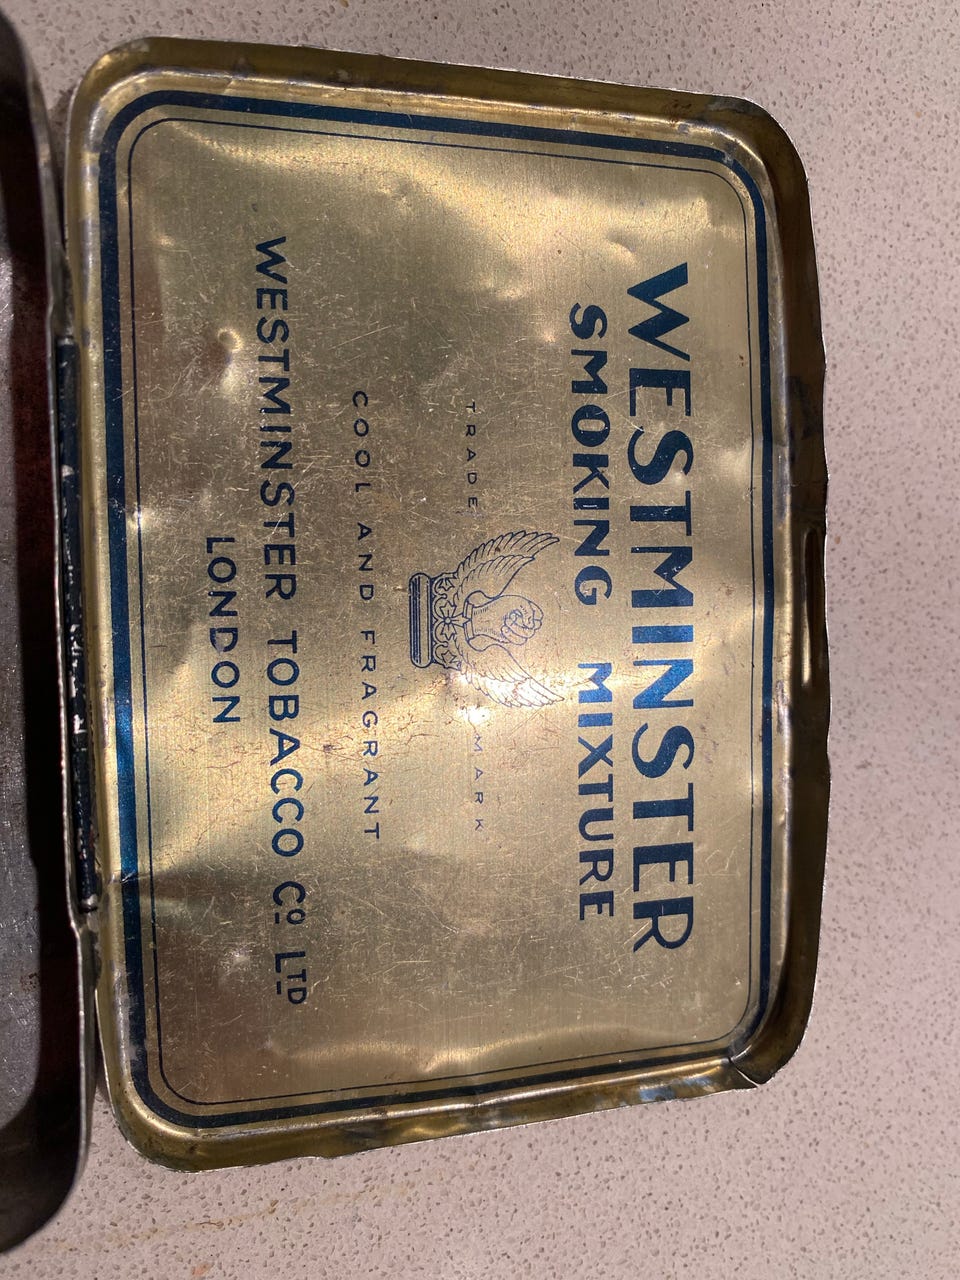 WESTMINSTER
SMOKING MIXTURE
TRADE MARK
COOL AND FRAGRANT
WESTMINSTER TOBACCO Cº LTD
LONDON